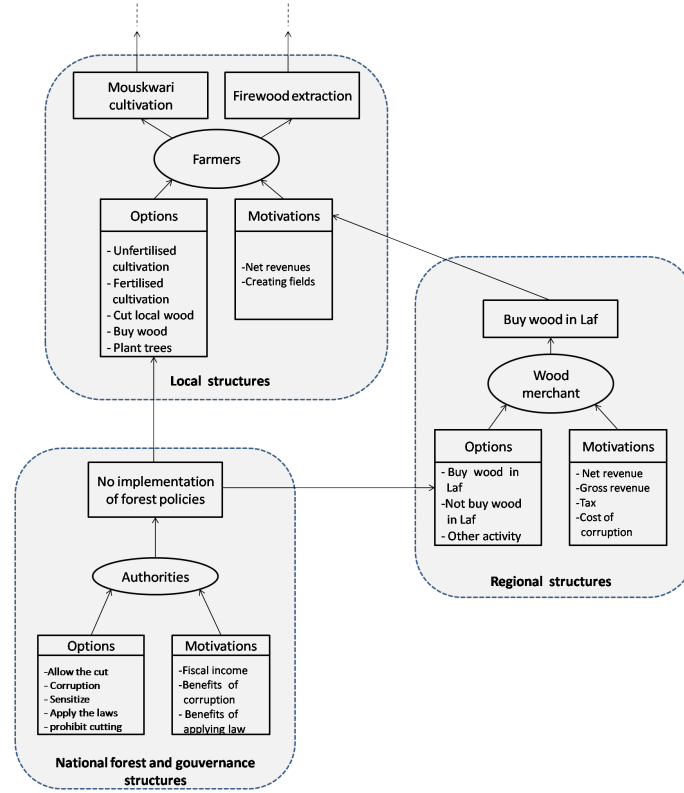 Mouskwari
cultivation
Firewood extraction
Farmers
Options
- Unfertilised
cultivation
- Fertilised
cultivation
- Cut local wood
- Buy wood
- Plant trees
Motivations
-Net revenues
-Creating fields
Local structures
Buy wood in Laf
Wood
merchant
Options
- Buy wood in
Laf
-Not buy wood
in Laf
- Other activity
Motivations
- Net revenue
-Gross revenue
-Tax
-Cost of
corruption
Regional structures
No implementation
of forest policies
Authorities
Options
-Allow the cut
- Corruption
- Sensitize
- Apply the laws
- prohibit cutting
Motivations
-Fiscal income
-Benefits of
corruption
- Benefits of
applying law
National forest and gouvernance
structures